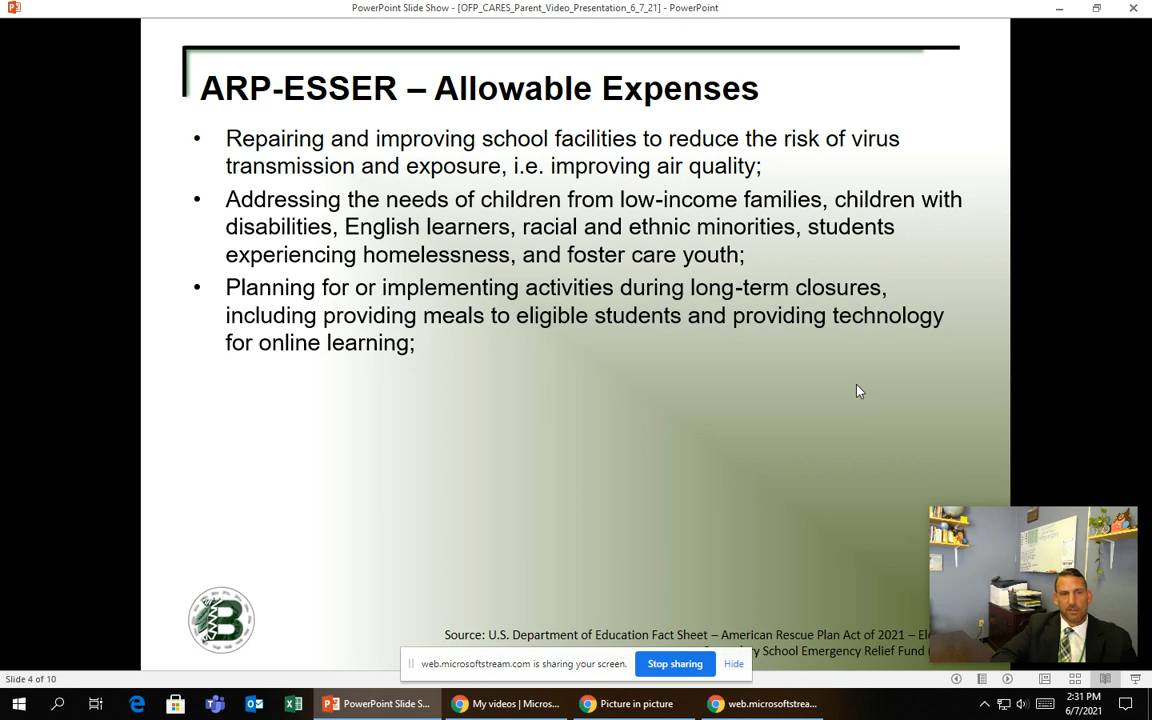 PowerPoint Slide Show - [OFP_CARES_Parent_Video_Presentation_6_7_21] - PowerPoint
ARP-ESSER – Allowable Expenses
• Repairing and improving school facilities to reduce the risk of virus
transmission and exposure, i.e. improving air quality;
• Addressing the needs of children from low-income families, children with
disabilities, English learners, racial and ethnic minorities, students
experiencing homelessness, and foster care youth;
• Planning for or implementing activities during long-term closures,
including providing meals to eligible students and providing technology
for online learning;
B
Source: U.S. Department of Education Fact Sheet – American Rescue Plan Act of 2021 –
School Emergency Relief Fund
web.microsoftstream.com is sharing your screen.
Stop sharing
Hide
Slide 4 of 10
PowerPoint Slide S...
My videos | Micros...
Picture in picture
web.microsoftstrea...
2:31 PM
6/7/2021